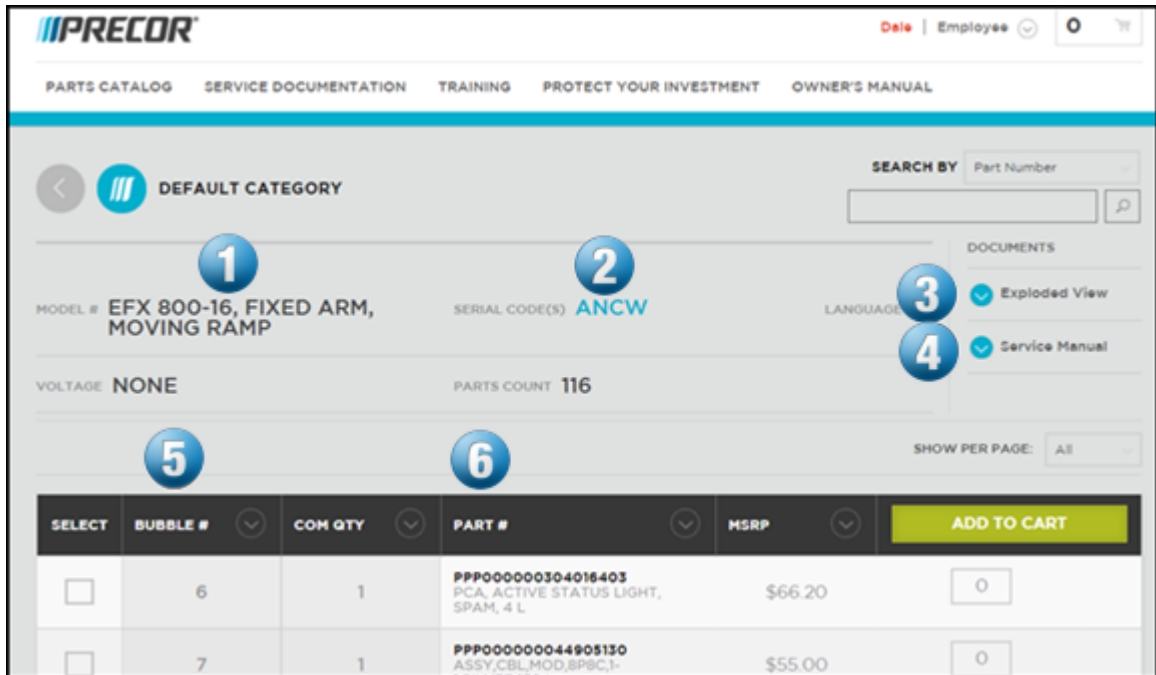 PRECOR
Dale | Employee 0
PARTS CATALOG SERVICE DOCUMENTATION TRAINING PROTECT YOUR INVESTMENT OWNER'S MANUAL
DEFAULT CATEGORY
SEARCH BY Part Number
DOCUMENTS
1 2
3 Exploded View
MODEL # EFX 800-16, FIXED ARM, SERIAL CODE(S) ANCW LANGUAGE
MOVING RAMP
4 Service Manual
VOLTAGE NONE PARTS COUNT 116
5 6
SHOW PER PAGE: All
SELECT BUBBLE # COM QTY PART # MSRP ADD TO CART
PPP000000304016403
6 1 PCA, ACTIVE STATUS LIGHT, $66.20 0
SPAM, 4 L
PPP000000044905130
7 1 ASSY,CBL,MOD,8P8C,1- $55.00 0